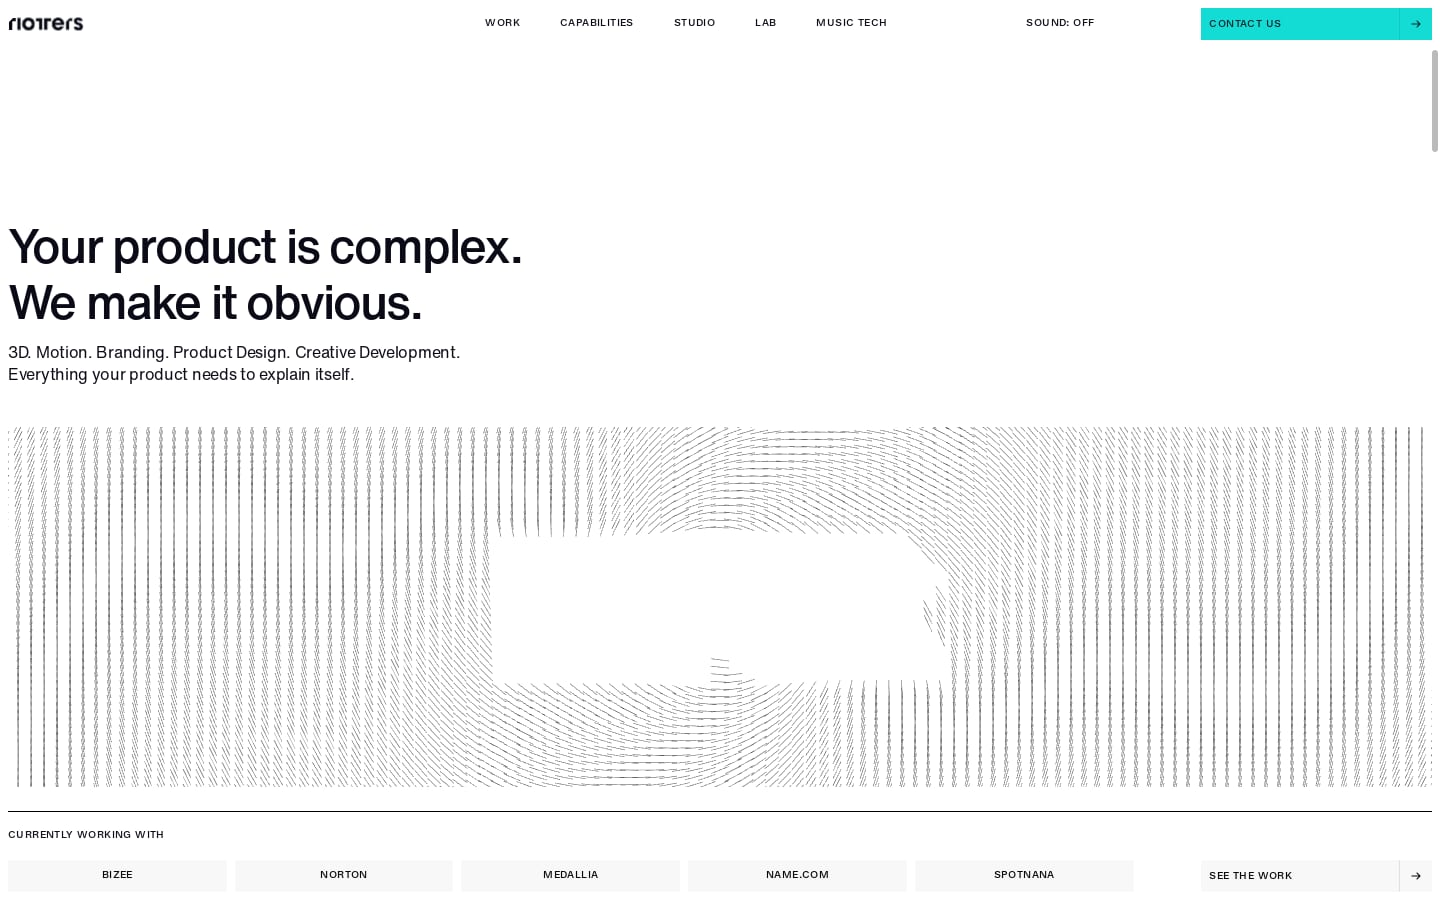 rioters
WORK
CAPABILITIES
STUDIO
LAB
MUSIC TECH
SOUND: OFF
CONTACT US
Your product is complex.
We make it obvious.
3D. Motion. Branding. Product Design. Creative Development.
Everything your product needs to explain itself.
CURRENTLY WORKING WITH
BIZEE
NORTON
MEDALLIA
NAME.COM
SPOTNANA
SEE THE WORK